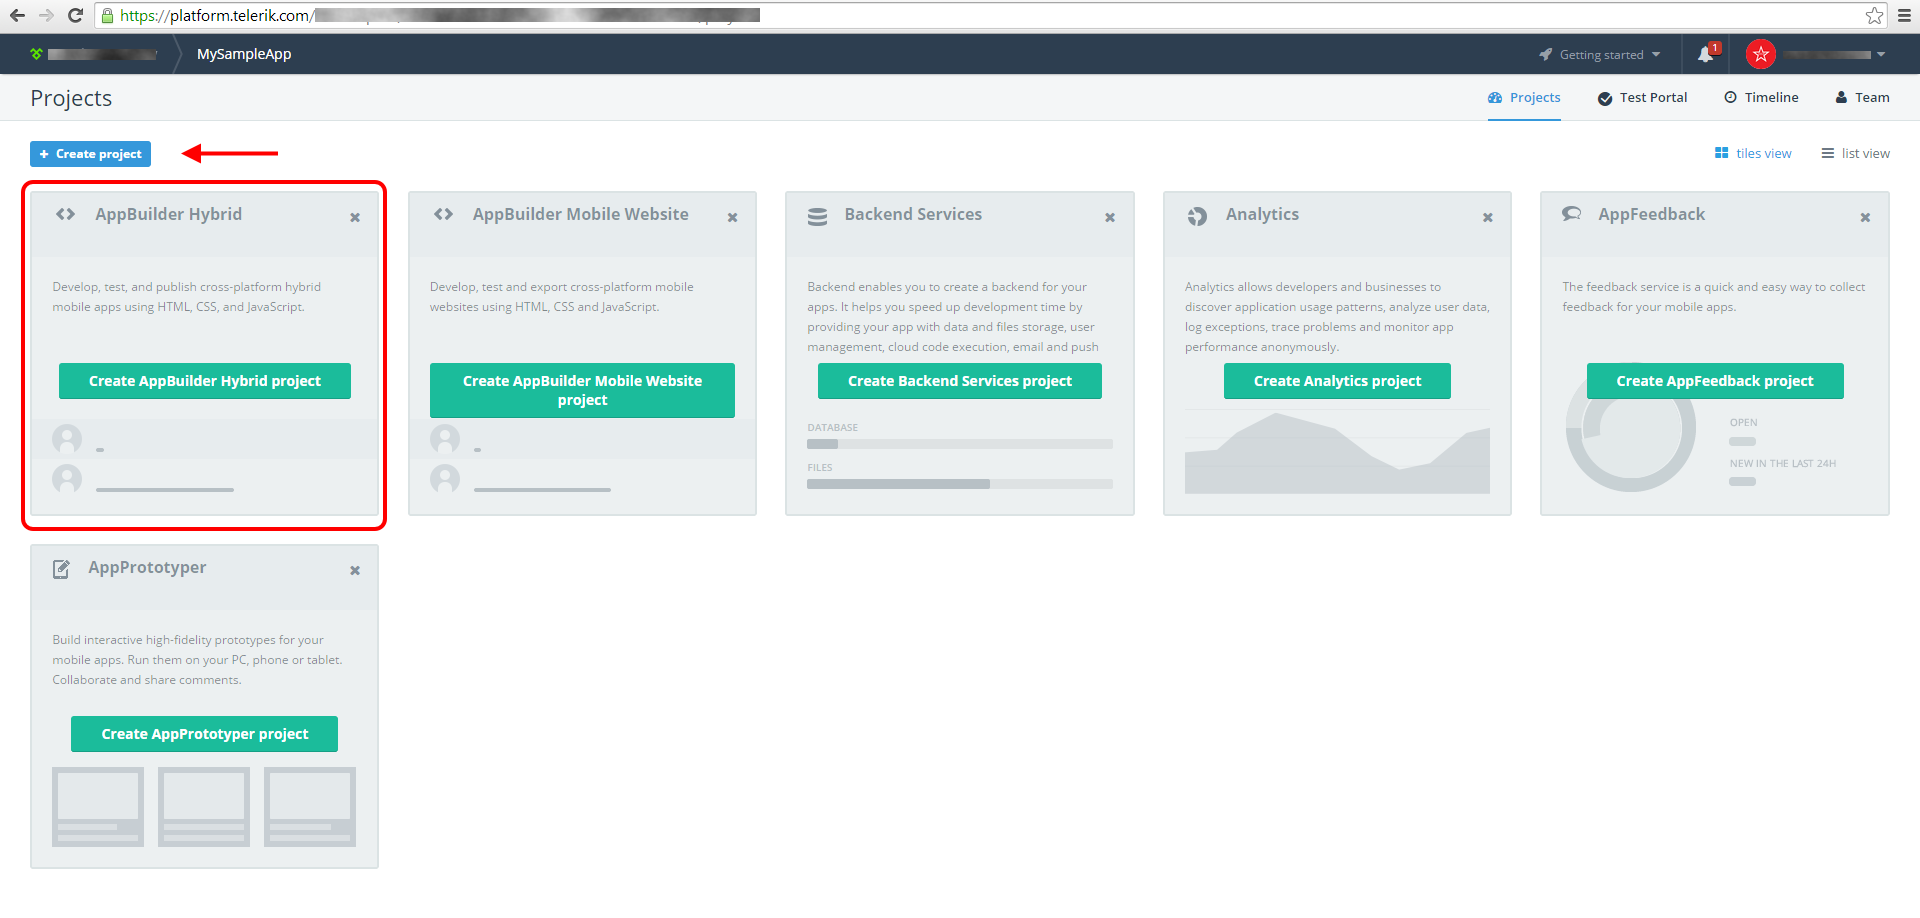 https://platform.telerik.com/
MySampleApp
Getting started
1
Projects
Projects
Test Portal
Timeline
Team
+ Create project
tiles view
list view
AppBuilder Hybrid
Develop, test, and publish cross-platform hybrid
mobile apps using HTML, CSS, and JavaScript.
Create AppBuilder Hybrid project
AppBuilder Mobile Website
Develop, test and export cross-platform mobile
websites using HTML, CSS and JavaScript.
Create AppBuilder Mobile Website
project
Backend Services
Backend enables you to create a backend for your
apps. It helps you speed up development time by
providing your app with data and files storage, user
management, cloud code execution, email and push
Create Backend Services project
DATABASE
FILES
Analytics
Analytics allows developers and businesses to
discover application usage patterns, analyze user data,
log exceptions, trace problems and monitor app
performance anonymously.
Create Analytics project
AppFeedback
The feedback service is a quick and easy way to collect
feedback for your mobile apps.
Create AppFeedback project
OPEN
NEW IN THE LAST 24H
AppPrototyper
Build interactive high-fidelity prototypes for your
mobile apps. Run them on your PC, phone or tablet.
Collaborate and share comments.
Create AppPrototyper project